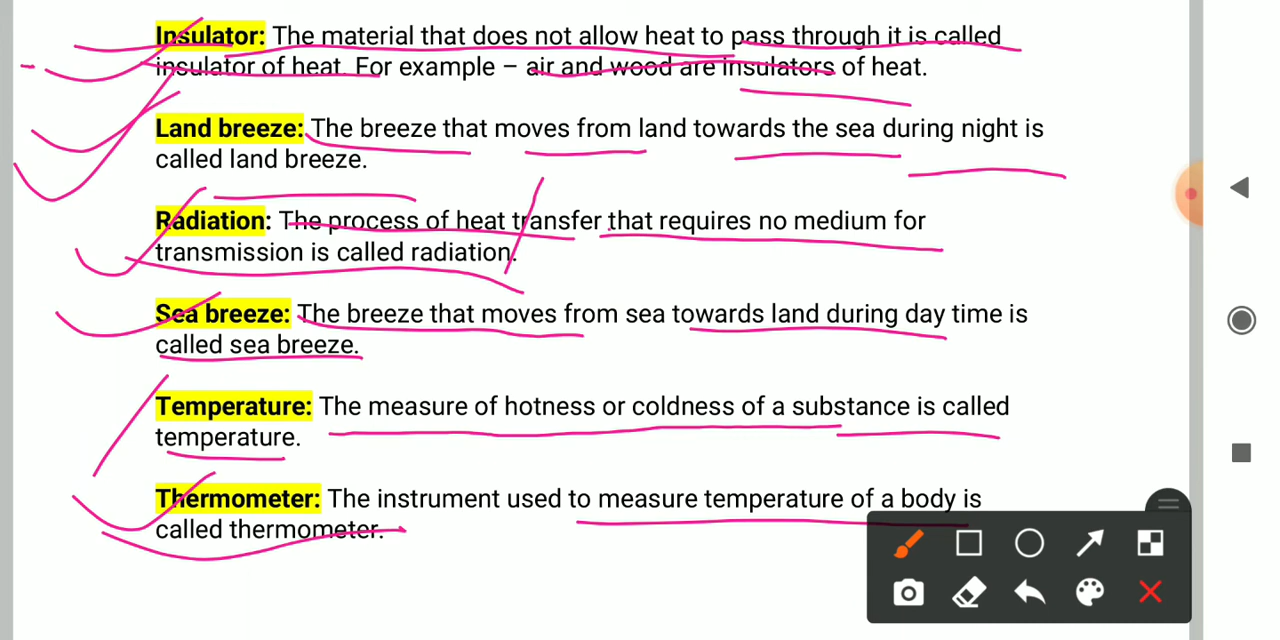 Insulator: The material that does not allow heat to pass through it is called
insulator of heat. For example – air and wood are insulators of heat.
Land breeze: The breeze that moves from land towards the sea during night is
called land breeze.
Radiation: The process of heat transfer that requires no medium for
transmission is called radiation.
Sea breeze: The breeze that moves from sea towards land during day time is
called sea breeze.
Temperature: The measure of hotness or coldness of a substance is called
temperature.
Thermometer: The instrument used to measure temperature of a body is
called thermometer.